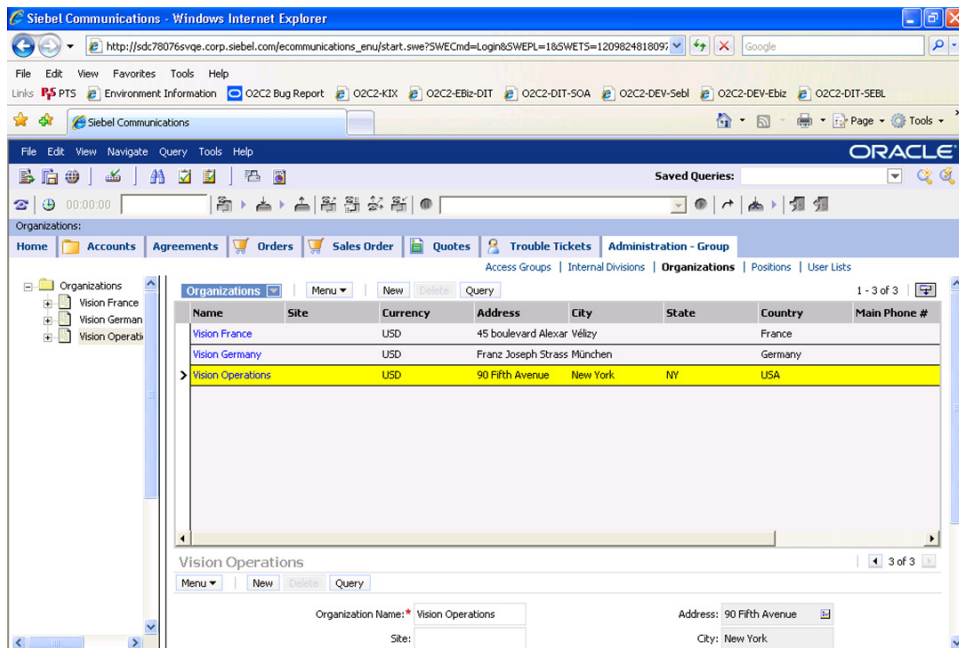 Siebel Communications - Windows Internet Explorer
http://sdc78076svqe.corp.siebel.com/ecommunications_enu/start.swe?SWECmd=Login&SWEPL=1&SWETS=1209824818097
Google
File Edit View Favorites Tools Help
Links PTS Environment Information O2C2 Bug Report O2C2-KIX O2C2-EBiz-DIT O2C2-DIT-SOA O2C2-DEV-Sebl O2C2-DEV-Ebiz O2C2-DIT-SEBL
Siebel Communications
Page Tools
File Edit View Navigate Query Tools Help
ORACLE
Saved Queries:
00:00:00
Organizations:
Home Accounts Agreements Orders Sales Order Quotes Trouble Tickets Administration - Group
Access Groups | Internal Divisions | Organizations | Positions | User Lists
Organizations
Vision France
Vision German
Vision Operati
Organizations Menu New Delete Query 1 - 3 of 3
Name Site Currency Address City State Country Main Phone #
Vision France USD 45 boulevard Alexar Vélizy France
Vision Germany USD Franz Joseph Strass München Germany
Vision Operations USD 90 Fifth Avenue New York NY USA
Vision Operations 3 of 3
Menu New Delete Query
Organization Name:* Vision Operations Address: 90 Fifth Avenue
Site: City: New York